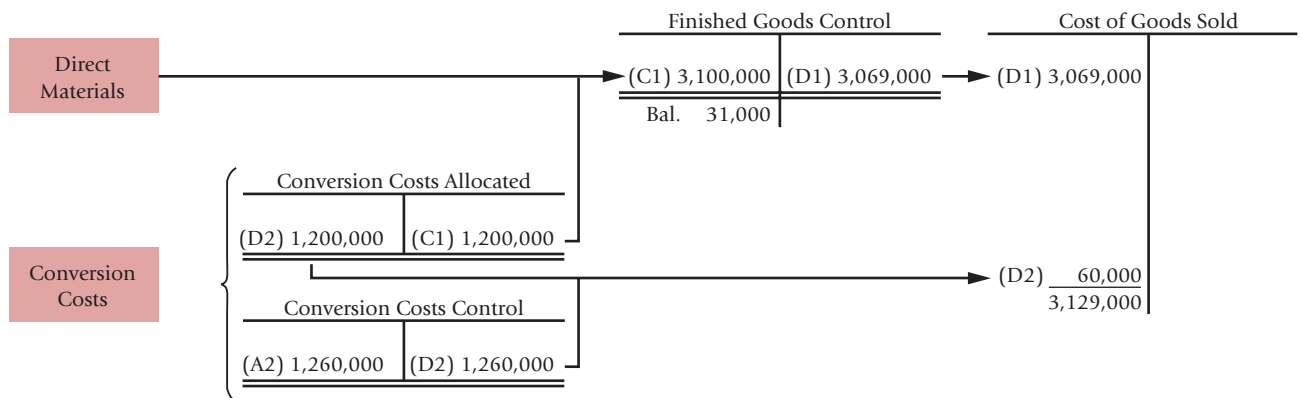 Finished Goods Control
Cost of Goods Sold
Direct
Materials
(C1) 3,100,000 (D1) 3,069,000
(D1) 3,069,000
Bal. 31,000
Conversion Costs Allocated
(D2) 1,200,000 (C1) 1,200,000
Conversion
Costs
(D2) 60,000
3,129,000
Conversion Costs Control
(A2) 1,260,000 (D2) 1,260,000